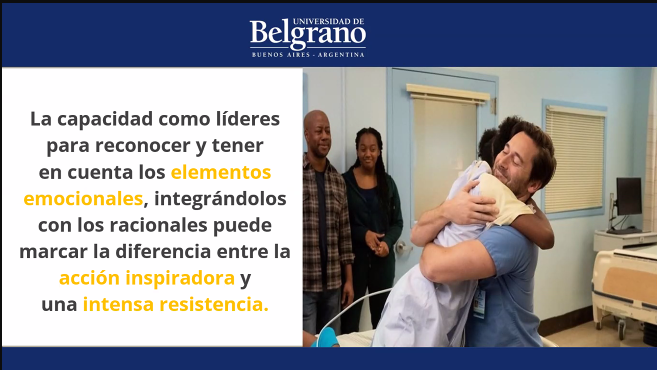 UNIVERSIDAD DE
Belgrano
BUENOS AIRES - ARGENTINA
La capacidad como líderes
para reconocer y tener
en cuenta los elementos
emocionales, integrándolos
con los racionales puede
marcar la diferencia entre la
acción inspiradora y
una intensa resistencia.